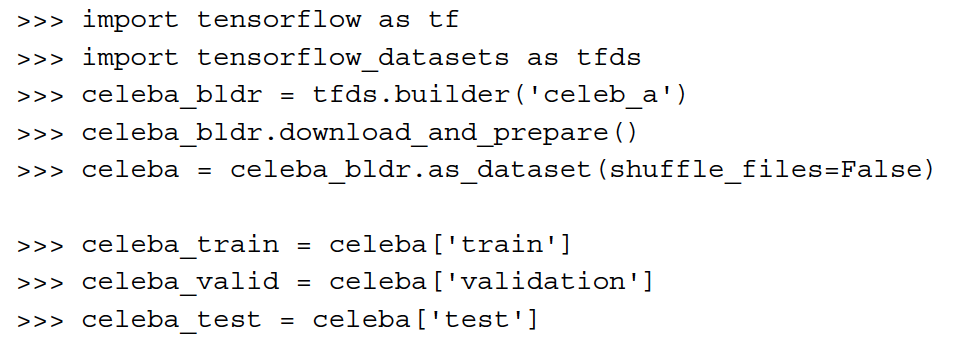 >>> import tensorflow as tf
>>> import tensorflow_datasets as tfds
>>> celeba_bldr = tfds.builder('celeb_a')
>>> celeba_bldr.download_and_prepare()
>>> celeba = celeba_bldr.as_dataset(shuffle_files=False)
>>> celeba_train = celeba['train']
>>> celeba_valid = celeba['validation']
>>> celeba_test = celeba['test']